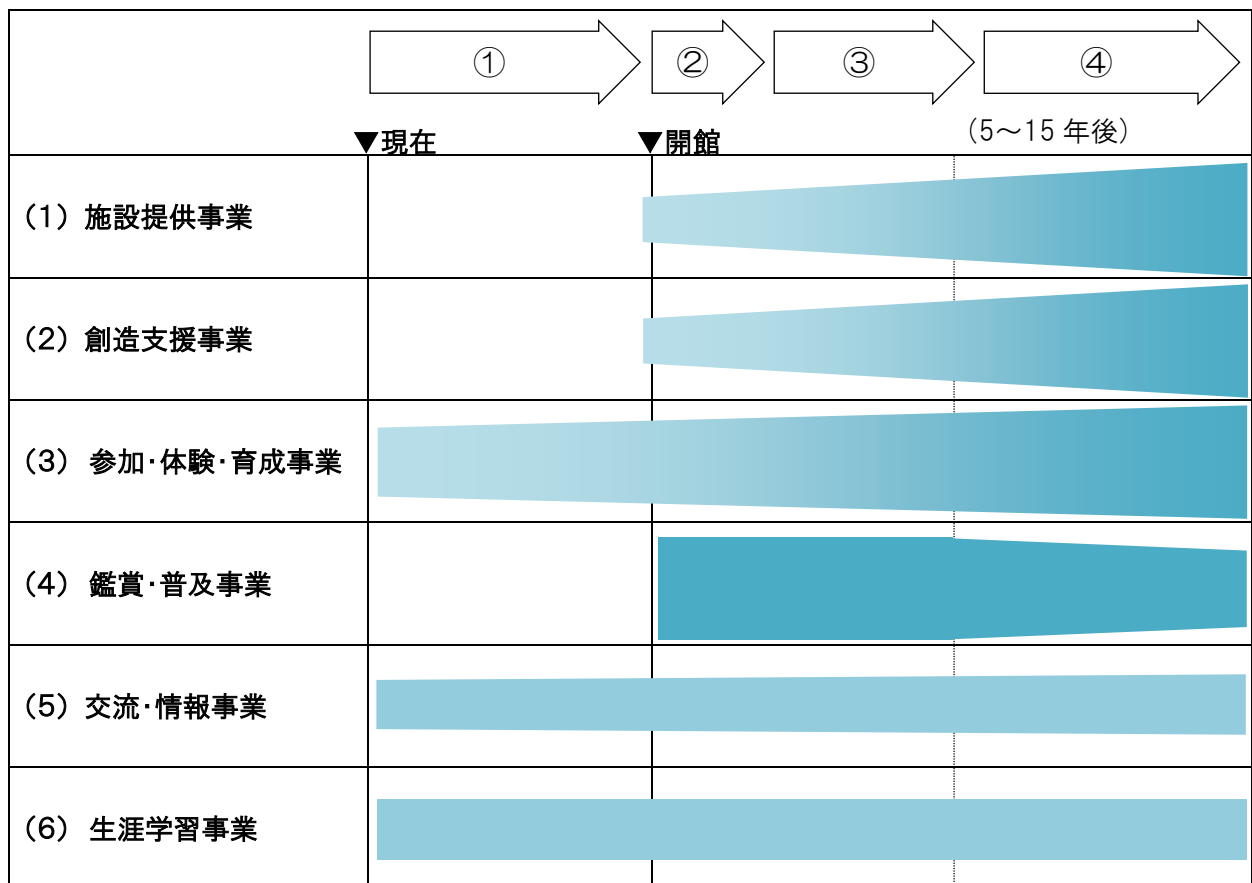 ① ② ③ ④
▼現在 ▼開館 (5～15 年後)
(1) 施設提供事業
(2) 創造支援事業
(3) 参加･体験･育成事業
(4) 鑑賞･普及事業
(5) 交流･情報事業
(6) 生涯学習事業